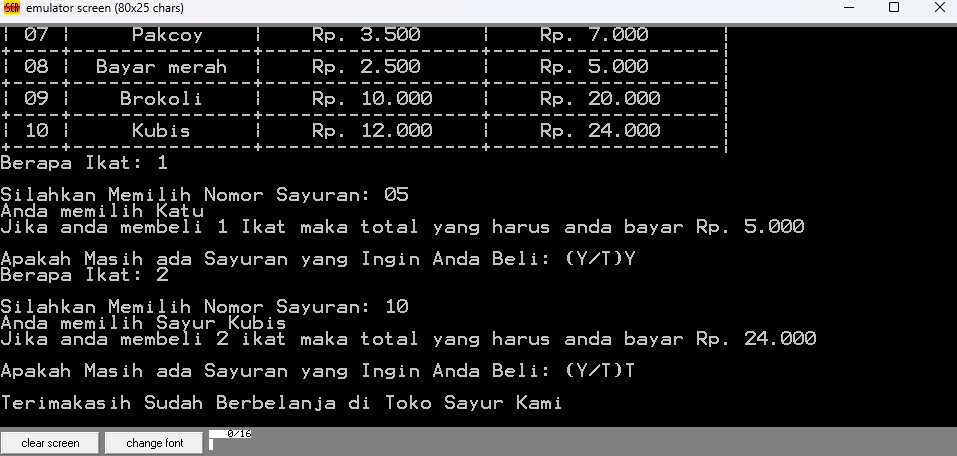 emulator screen (80x25 chars)
| 07 | Pakcoy | Rp. 3.500 | Rp. 7.000 |
| 08 | Bayar merah | Rp. 2.500 | Rp. 5.000 |
| 09 | Brokoli | Rp. 10.000 | Rp. 20.000 |
| 10 | Kubis | Rp. 12.000 | Rp. 24.000 |
Berapa Ikat: 1
Silahkan Memilih Nomor Sayuran: 05
Anda memilih Katu
Jika anda membeli 1 Ikat maka total yang harus anda bayar Rp. 5.000
Apakah Masih ada Sayuran yang Ingin Anda Beli: (Y/T)Y
Berapa Ikat: 2
Silahkan Memilih Nomor Sayuran: 10
Anda memilih Sayur Kubis
Jika anda membeli 2 ikat maka total yang harus anda bayar Rp. 24.000
Apakah Masih ada Sayuran yang Ingin Anda Beli: (Y/T)T
Terimakasih Sudah Berbelanja di Toko Sayur Kami
clear screen change font 0/16